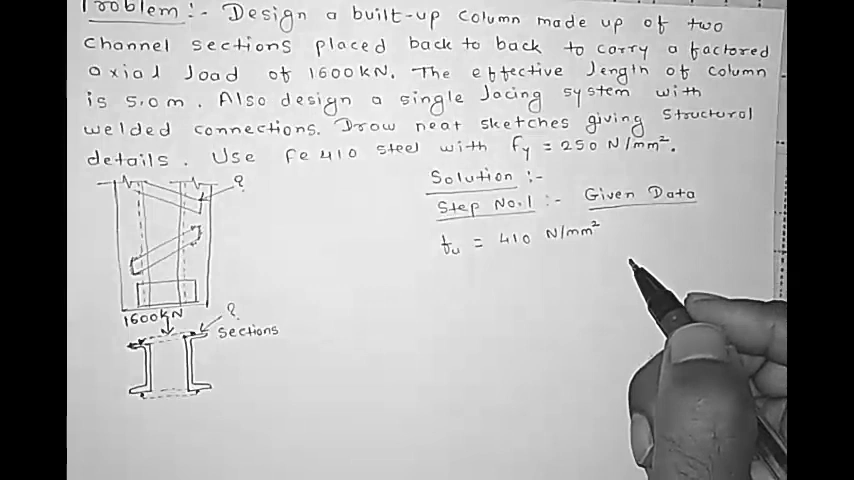 Problem :- Design a built-up column made up of two
channel sections placed back to back to carry a factored
axial load of 1600KN. The effective length of column
is 5.0m. Also design a single lacing system with
welded connections. Draw neat sketches giving structural
details. Use Fe 410 steel with fy = 250 N/mm².
Solution :-
Step No.1 :- Given Data
fu = 410 N/mm²
?
1600KN
?
sections